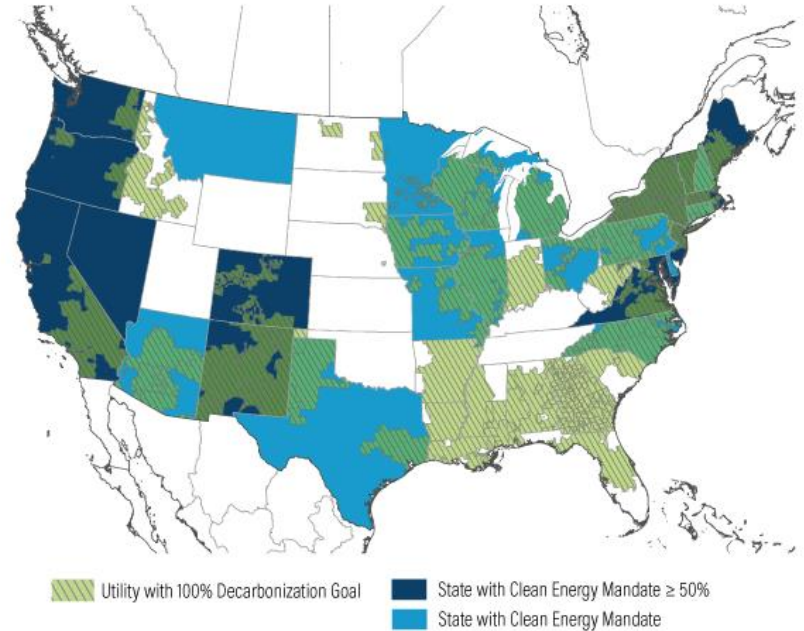 Utility with 100% Decarbonization Goal
State with Clean Energy Mandate ≥ 50%
State with Clean Energy Mandate